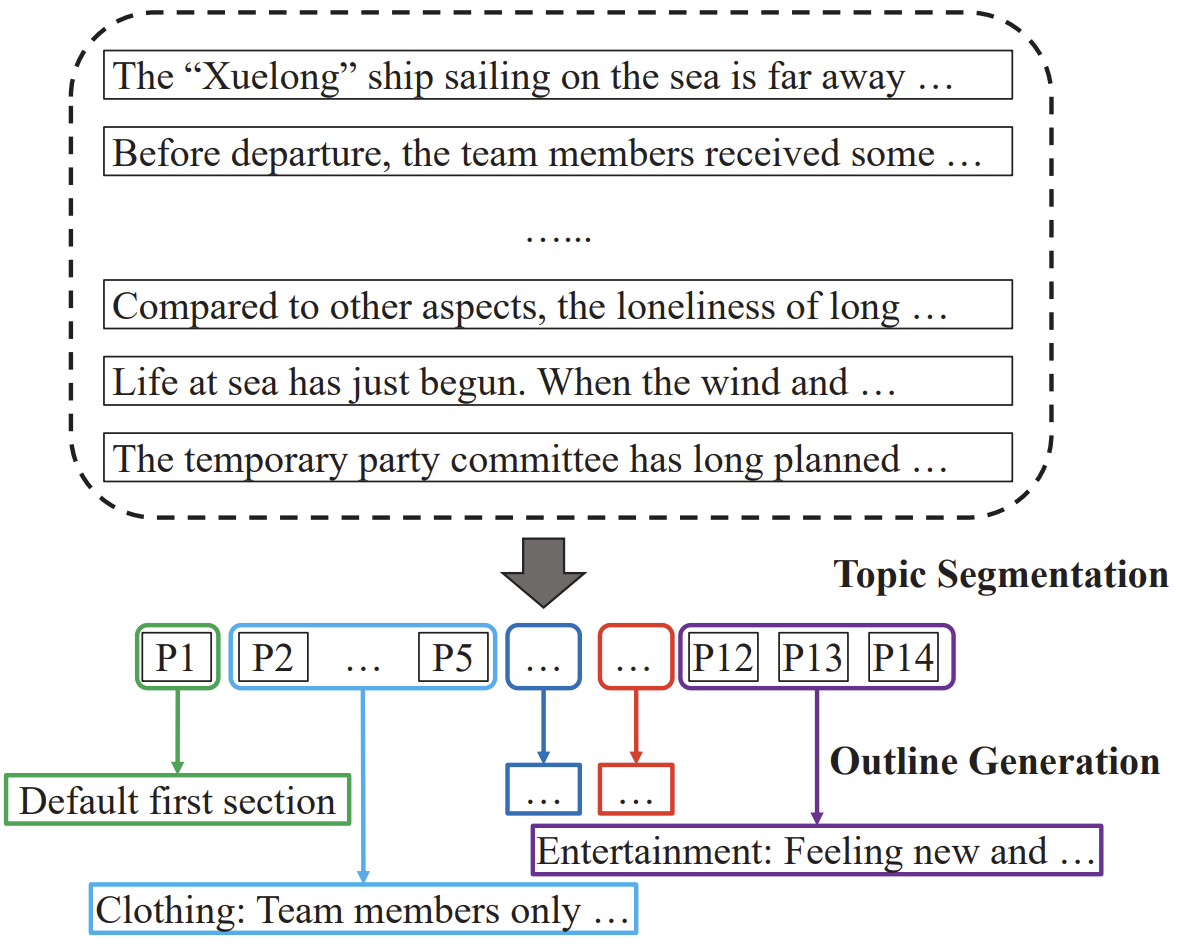 The “Xuelong” ship sailing on the sea is far away …
Before departure, the team members received some …
…...
Compared to other aspects, the loneliness of long …
Life at sea has just begun. When the wind and …
The temporary party committee has long planned …
Topic Segmentation
P1 P2 … P5 … … P12 P13 P14
Outline Generation
Default first section
… …
Entertainment: Feeling new and …
Clothing: Team members only …